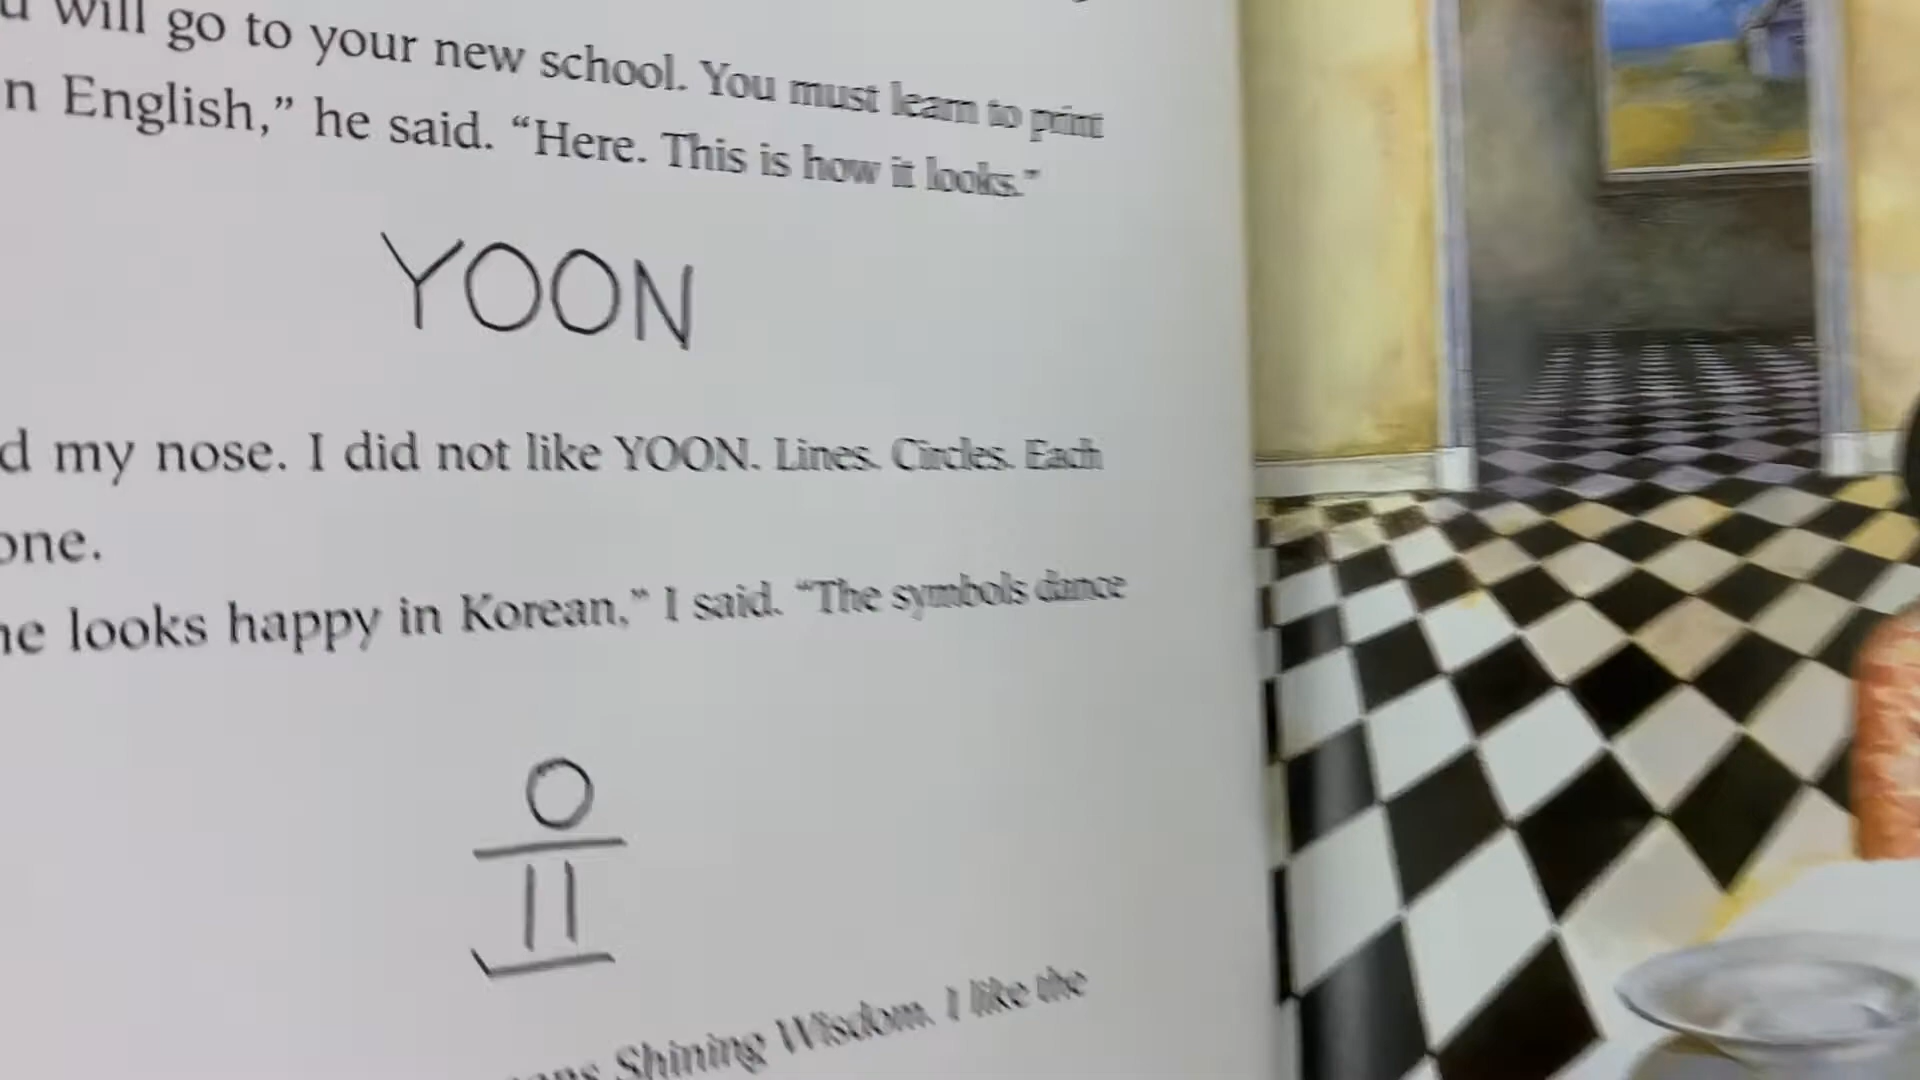 will go to your new school. You must learn to print
n English,” he said. “Here. This is how it looks.”
YOON
d my nose. I did not like YOON. Lines. Circles. Each
one.
looks happy in Korean,” I said. “The symbols dance
윤
Shining Wisdom. I like the